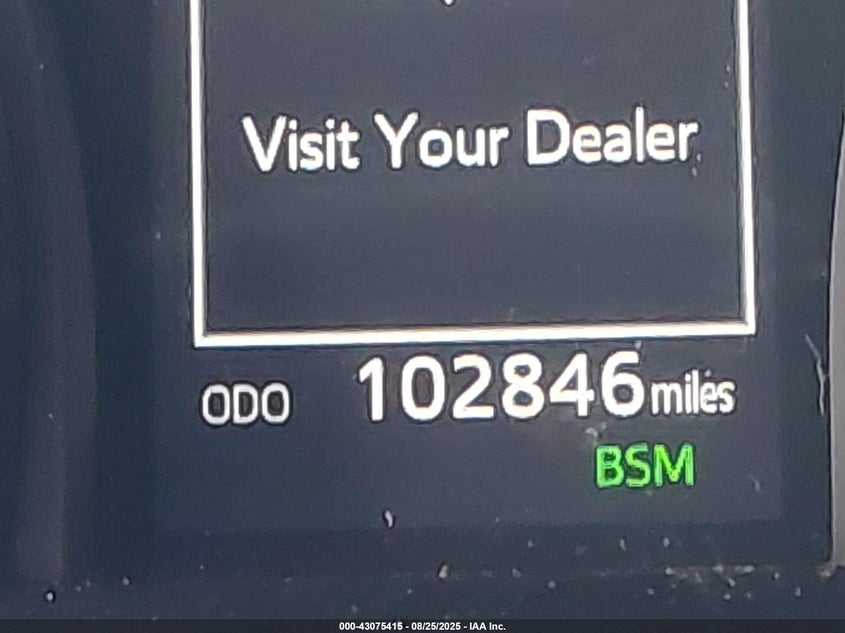 Visit Your Dealer
ODO 102846 miles
BSM
000-43075415 - 08/25/2025 - IAA Inc.